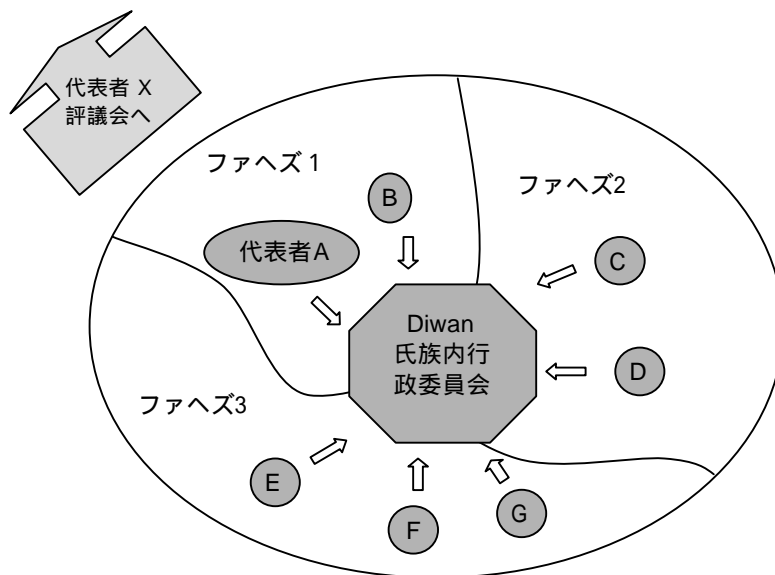 代表者 X
評議会へ
ファヘズ 1
B
ファヘズ2
代表者A
C
Diwan
氏族内行
政委員会
D
ファヘズ3
E
F
G